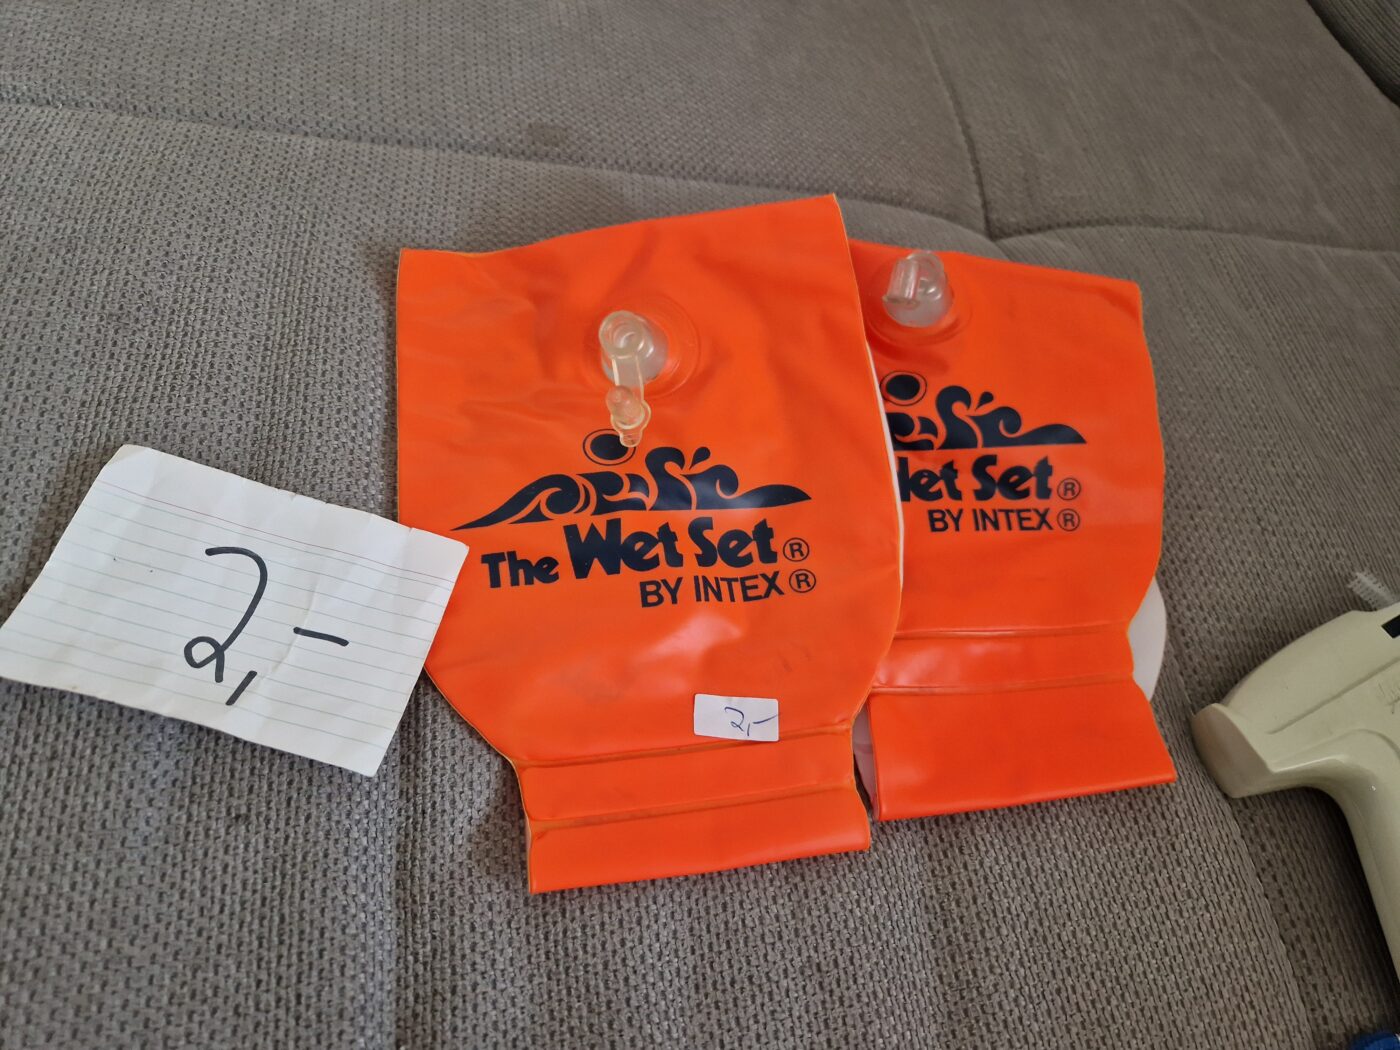 2,-
The Wet Set®
BY INTEX®
2,-
Wet Set®
BY INTEX®